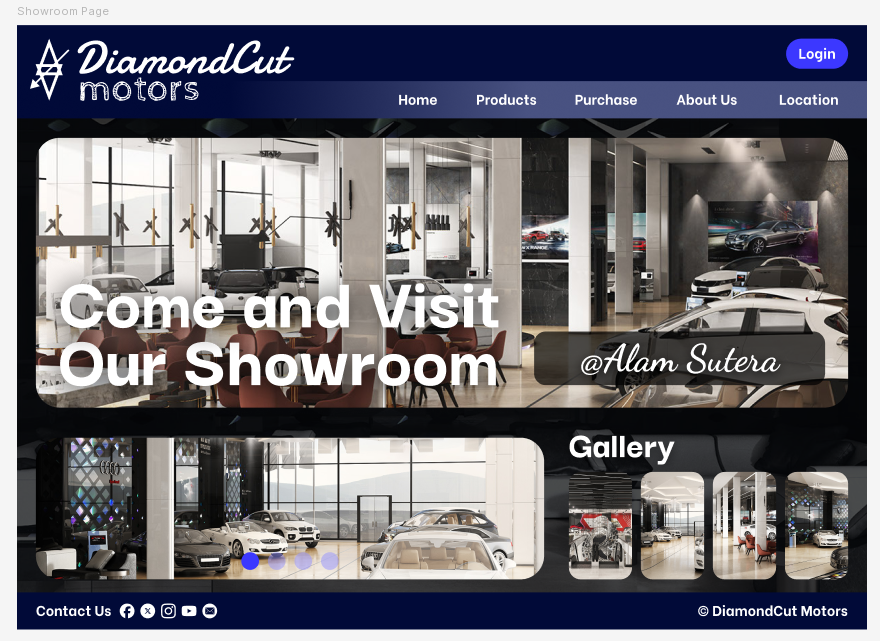 Showroom Page
DiamondCut
motors
Login
Home Products Purchase About Us Location
Come and Visit
Our Showroom
@Alam Sutera
Gallery
Contact Us
© DiamondCut Motors